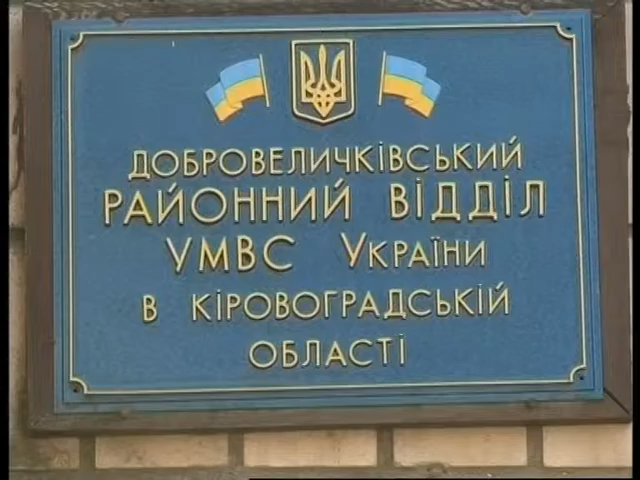 ДОБРОВЕЛИЧКІВСЬКИЙ
РАЙОННИЙ ВІДДІЛ
УМВС УКРАЇНИ
В КІРОВОГРАДСЬКІЙ
ОБЛАСТІ